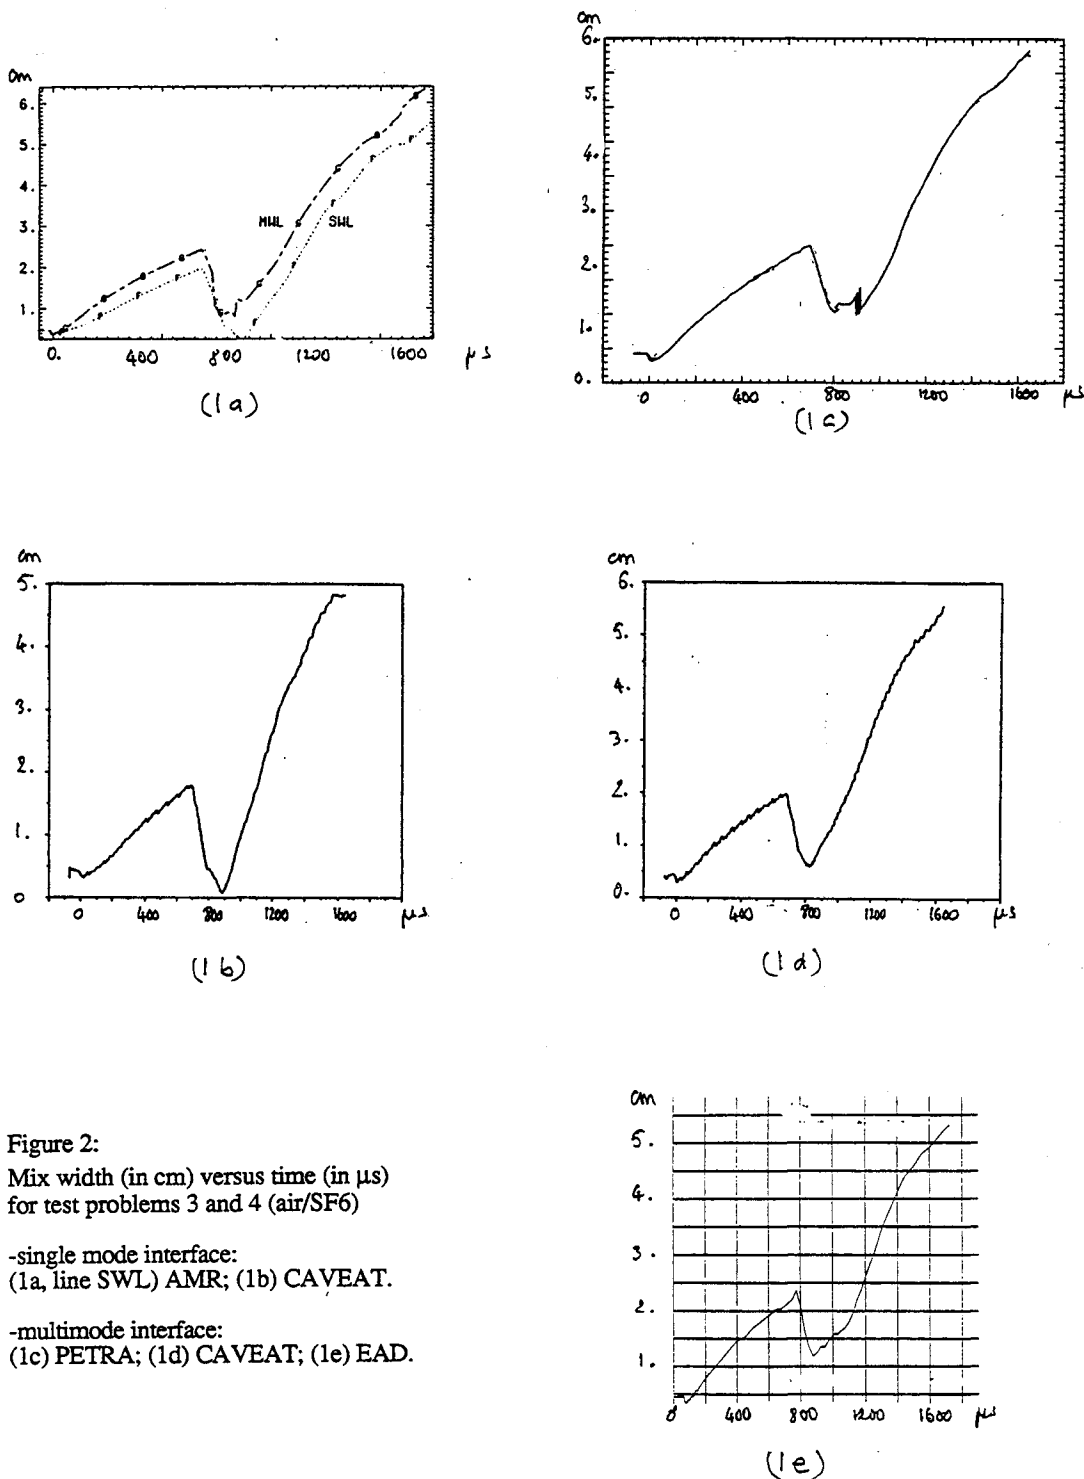 cm
6.
5.
4.
3.
2.
1.
MWL
SWL
0.
400
800
1200
1600
μs
(1a)
cm
6.
5.
4.
3.
2.
1.
0.
0
400
800
1200
1600
μs
(1c)
cm
5.
4.
3.
2.
1.
0
0
400
800
1200
1600
μs
(1b)
cm
6.
5.
4.
3.
2.
1.
0.
0
400
800
1200
1600
μs
(1d)
Figure 2:
Mix width (in cm) versus time (in μs)
for test problems 3 and 4 (air/SF6)
-single mode interface:
(1a, line SWL) AMR; (1b) CAVEAT.
-multimode interface:
(1c) PETRA; (1d) CAVEAT; (1e) EAD.
cm
5.
4.
3.
2.
1.
0
400
800
1200
1600
μs
(1e)